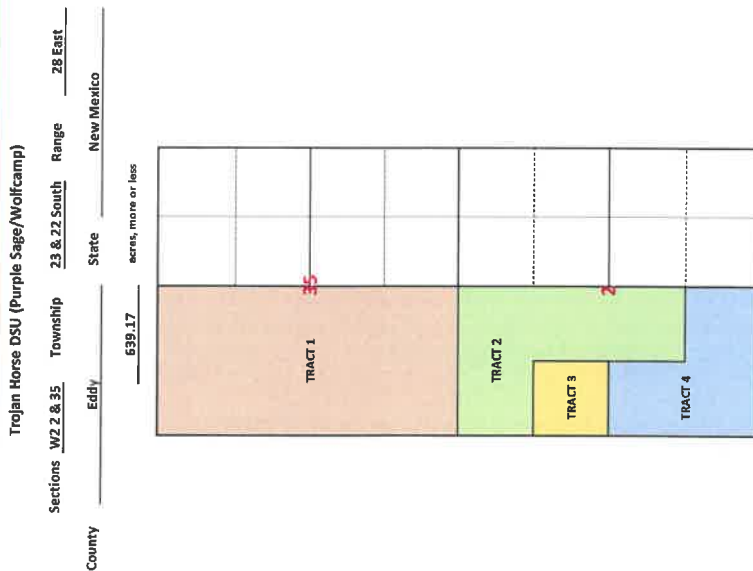 Trojan Horse DSU (Purple Sage/Wolfcamp)
Sections W2 2 & 35 Township 23 & 22 South Range 28 East
County Eddy State New Mexico
639.17 acres, more or less
TRACT 1
35
TRACT 2
2
TRACT 3
TRACT 4